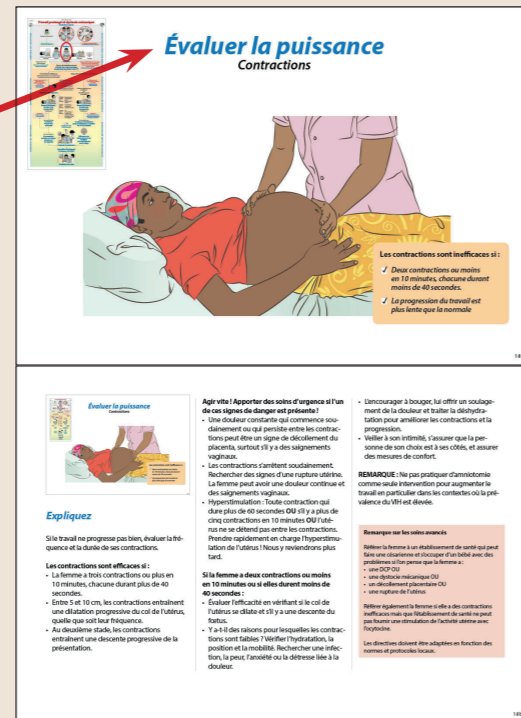 Évaluer la puissance
Contractions
Les contractions sont inefficaces si :
Deux contractions ou moins
en 10 minutes, chacune durant
moins de 40 secondes.
La progression du travail est
plus lente que la normale
Évaluer la puissance
Contractions
Expliquez
Si le travail ne progresse pas bien, évaluer la fré-
quence et la durée de ses contractions.
Les contractions sont efficaces si :
• La femme a trois contractions ou plus en
10 minutes, chacune durant plus de 40
secondes.
• Entre 5 et 10 cm, les contractions entraînent
une dilatation progressive du col de l'utérus,
quelle que soit leur fréquence.
• Au deuxième stade, les contractions
entraînent une descente progressive de la
présentation.
Agir vite ! Apporter des soins d'urgence si l'un
de ces signes de danger est présente !
• Une douleur constante qui commence sou-
dainement ou qui persiste entre les contrac-
tions peut être un signe de décollement du
placenta, surtout s'il y a des saignements
vaginaux.
• Les contractions s'arrêtent soudainement.
Rechercher des signes d'une rupture utérine.
La femme peut avoir une douleur continue et
des saignements vaginaux.
• Hyperstimulation : Toute contraction qui
dure plus de 60 secondes OU s'il y a plus de
cinq contractions en 10 minutes OU l'uté-
rus ne se détend pas entre les contractions.
Prendre rapidement en charge l'hyperstimu-
lation de l'utérus ! Nous y reviendrons plus
tard.
Si la femme a deux contractions ou moins
en 10 minutes ou si elles durent moins de
40 secondes :
• Évaluer l'efficacité en vérifiant si le col de
l'utérus se dilate et s'il y a une descente du
fœtus.
• Y a-t-il des raisons pour lesquelles les contrac-
tions sont faibles ? Vérifier l'hydratation, la
position et la mobilité. Rechercher une infec-
tion, la peur, l'anxiété ou la détresse liée à la
douleur.
• L'encourager à bouger, lui offrir un soulage-
ment de la douleur et traiter la déshydra-
tation pour améliorer les contractions et la
progression.
• Veiller à son intimité, s'assurer que la per-
sonne de son choix est à ses côtés, et assurer
des mesures de confort.
REMARQUE : Ne pas pratiquer d'amniotomie
comme seule intervention pour augmenter le
travail en particulier dans les contextes où la pré-
valence du VIH est élevée.
Remarque sur les soins avancés
Référer la femme à un établissement de santé qui peut
faire une césarienne et s'occuper d'un bébé avec des
problèmes si l'on pense que la femme a :
• une DCP OU
• une dystocie mécanique OU
• un décollement placentaire OU
• une rupture de l'utérus
Référer également la femme si elle a des contractions
inefficaces mais que l'établissement de santé ne peut
pas fournir une stimulation de l'activité utérine avec
l'ocytocine.
Les directives doivent être adaptées en fonction des
normes et protocoles locaux.